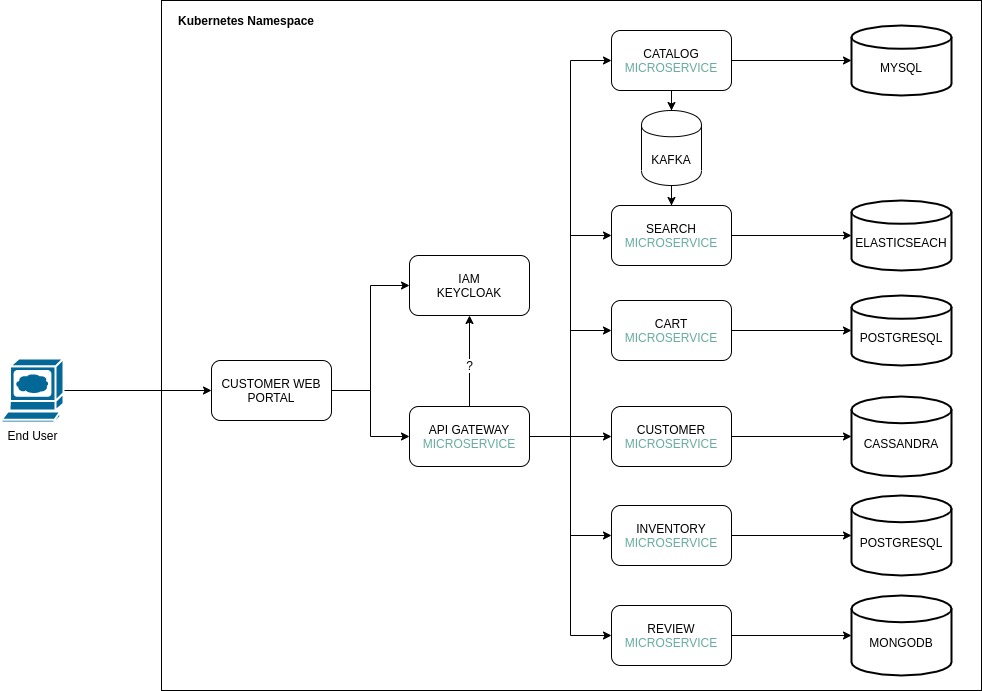 Kubernetes Namespace
CATALOG
MICROSERVICE
MYSQL
KAFKA
SEARCH
MICROSERVICE
ELASTICSEACH
IAM
KEYCLOAK
CART
MICROSERVICE
POSTGRESQL
?
CUSTOMER WEB
PORTAL
End User
API GATEWAY
MICROSERVICE
CUSTOMER
MICROSERVICE
CASSANDRA
INVENTORY
MICROSERVICE
POSTGRESQL
REVIEW
MICROSERVICE
MONGODB